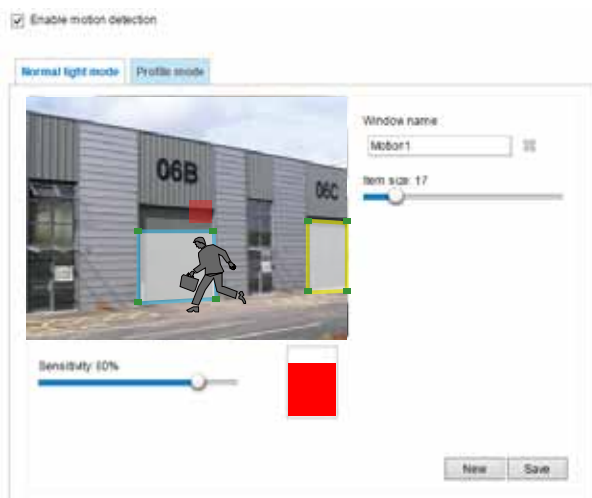 Enable motion detection
Normal light mode
Profile mode
Window name
Motion1
Item size: 17
06B
06C
Sensitivity: 80%
New
Save